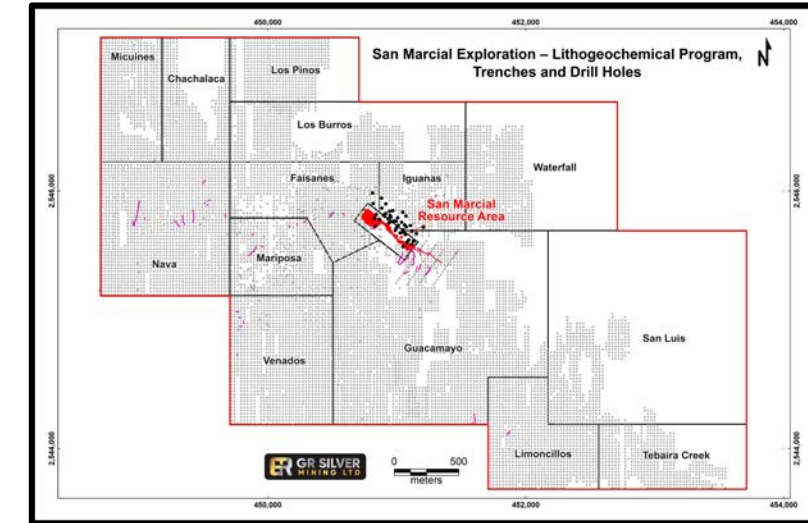 450,000
452,000
454,000
San Marcial Exploration – Lithogeochemical Program,
Trenches and Drill Holes
N
Micuines
Chachalaca
Los Pinos
Los Burros
Waterfall
Faisanes
Iguanas
2,546,000
2,546,000
San Marcial
Resource Area
Nava
Mariposa
San Luis
Guacamayo
Venados
2,544,000
2,544,000
Limoncillos
Tebaira Creek
GR SILVER
MINING LTD
0
500
meters
450,000
452,000
454,000